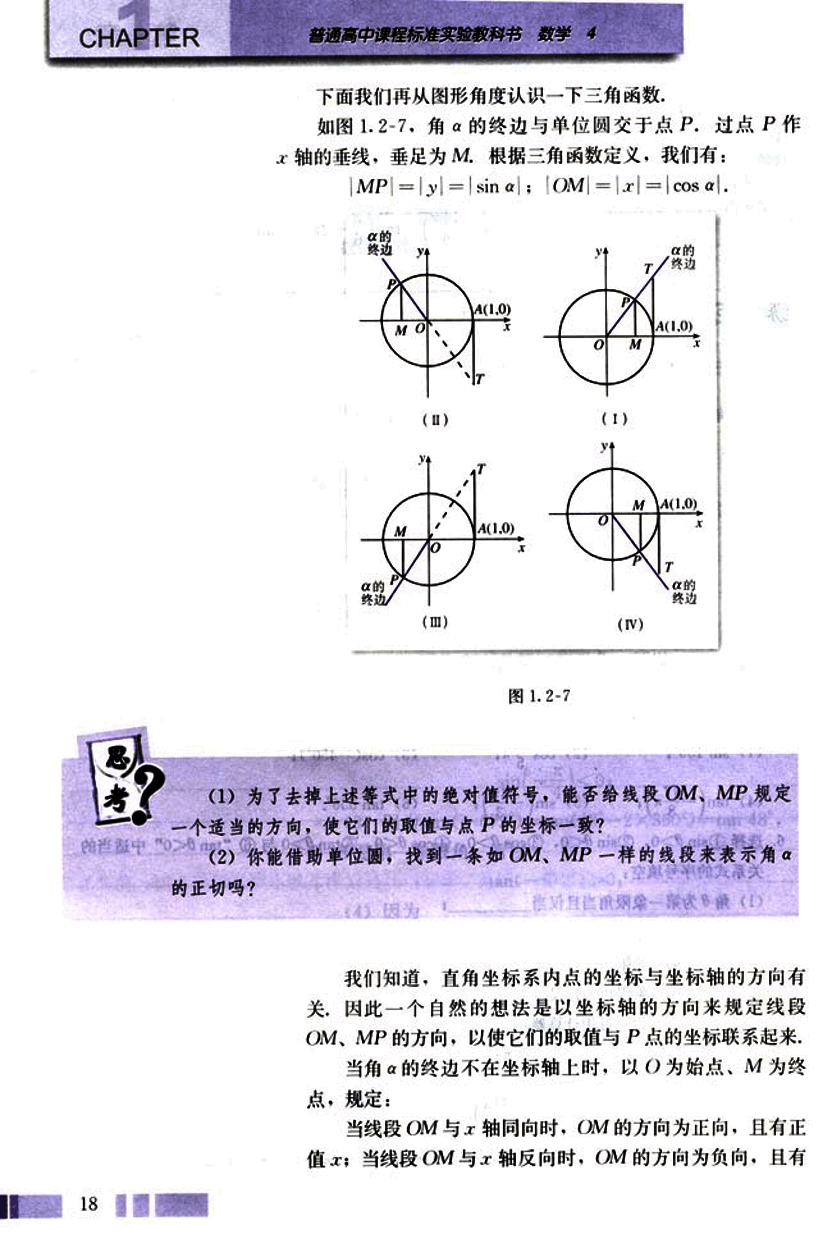 1
CHAPTER
普通高中课程标准实验教科书 数学 4
下面我们再从图形角度认识一下三角函数.
如图 1.2-7，角 α 的终边与单位圆交于点 P．过点 P 作
x 轴的垂线，垂足为 M. 根据三角函数定义，我们有：
|MP|=|y|=|sin α|；|OM|=|x|=|cos α|.
α的
终边
y
P
A(1,0)
M
O
x
T
(Ⅱ)
y
α的
终边
T
P
A(1,0)
O
M
x
(Ⅰ)
y
T
M
A(1,0)
O
x
P
α的
终边
(Ⅲ)
y
M
A(1,0)
O
x
P
T
α的
终边
(Ⅳ)
图 1.2-7
思
考
?
(1) 为了去掉上述等式中的绝对值符号，能否给线段 OM、MP 规定
一个适当的方向，使它们的取值与点 P 的坐标一致？
(2) 你能借助单位圆，找到一条如 OM、MP 一样的线段来表示角 α
的正切吗？
我们知道，直角坐标系内点的坐标与坐标轴的方向有
关．因此一个自然的想法是以坐标轴的方向来规定线段
OM、MP 的方向，以使它们的取值与 P 点的坐标联系起来.
当角 α 的终边不在坐标轴上时，以 O 为始点、M 为终
点，规定：
当线段 OM 与 x 轴同向时，OM 的方向为正向，且有正
值 x；当线段 OM 与 x 轴反向时，OM 的方向为负向，且有
18